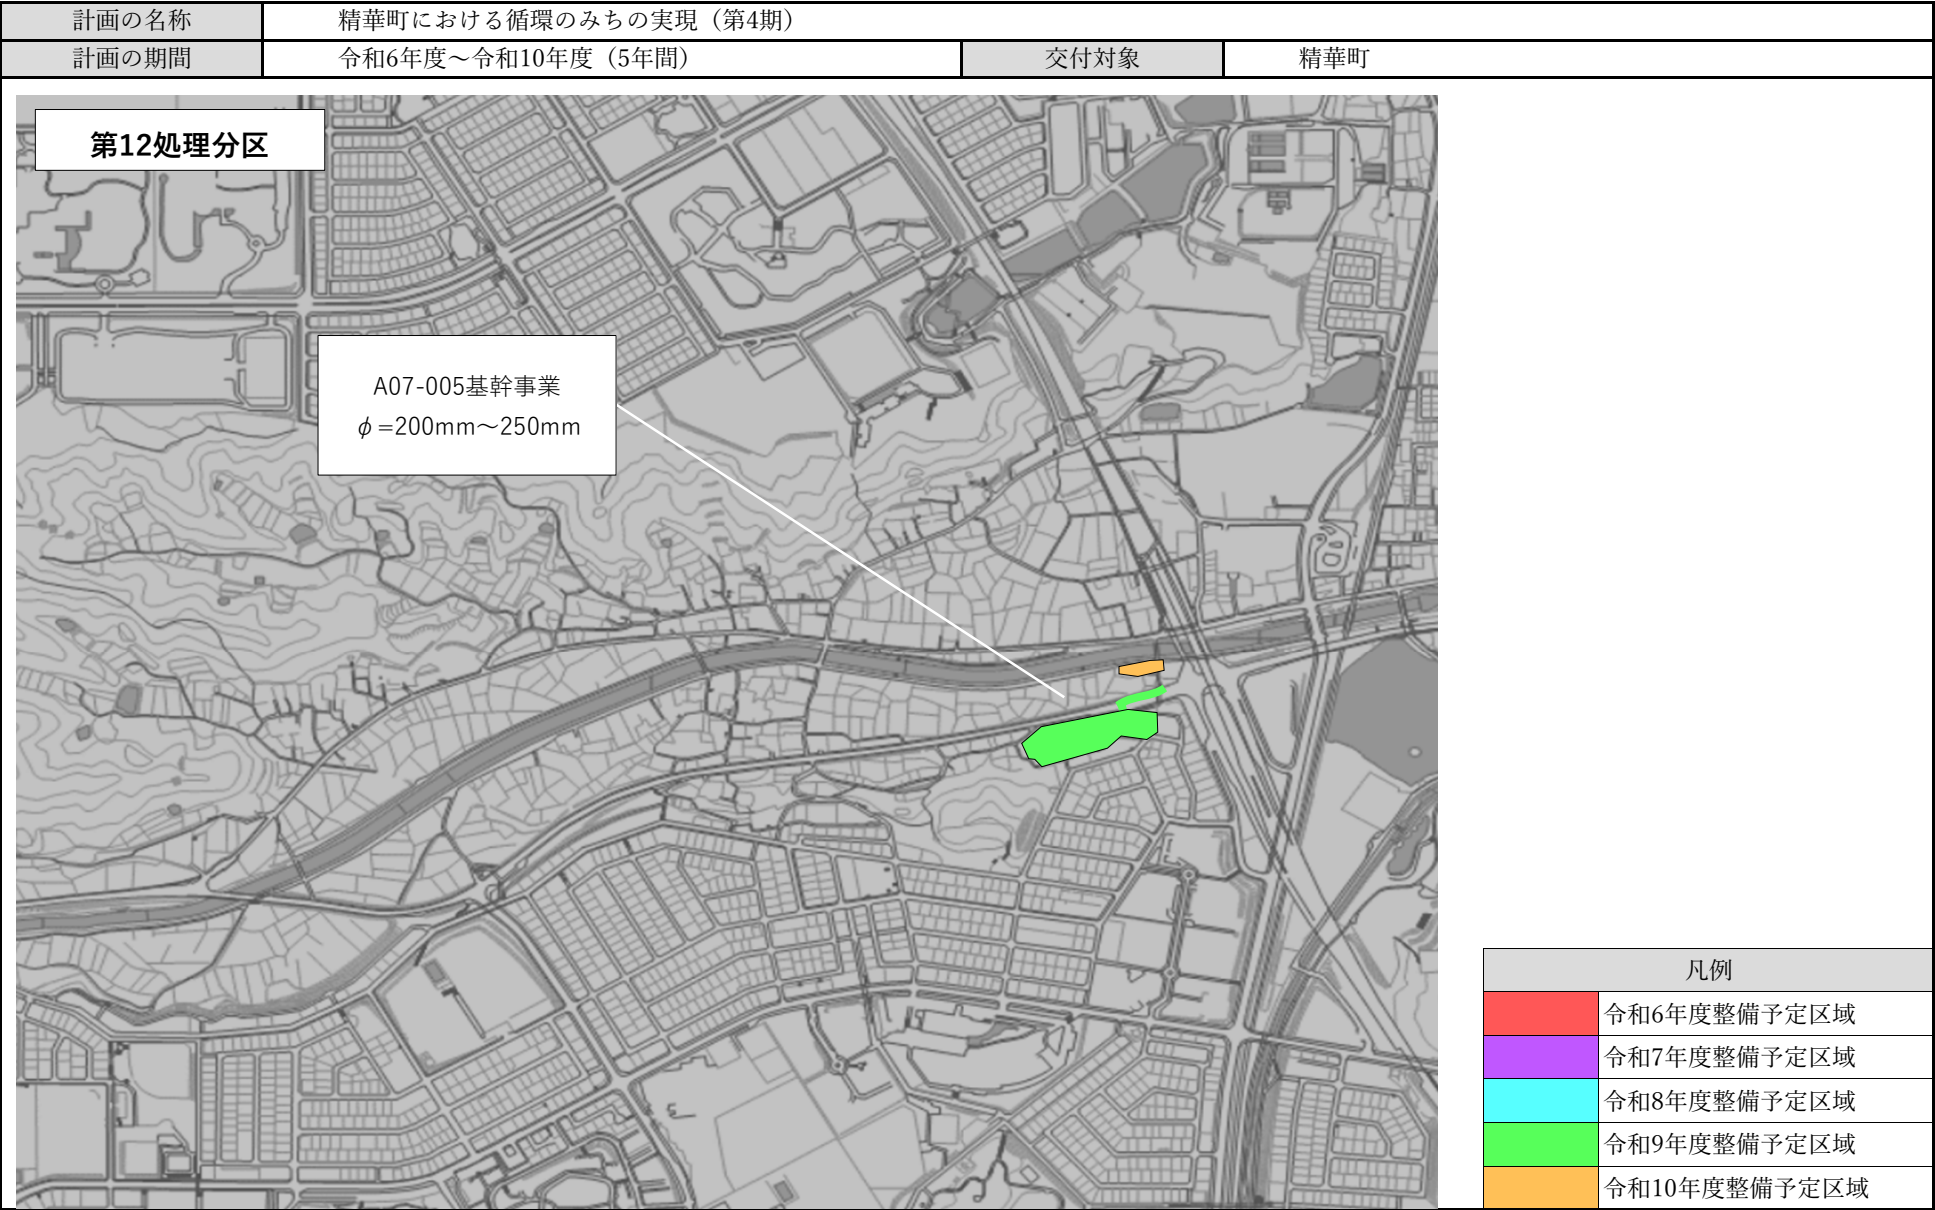 計画の名称
精華町における循環のみちの実現（第4期）
計画の期間
令和6年度～令和10年度（5年間）
交付対象
精華町
第12処理分区
A07-005基幹事業
φ=200mm～250mm
凡例
令和6年度整備予定区域
令和7年度整備予定区域
令和8年度整備予定区域
令和9年度整備予定区域
令和10年度整備予定区域